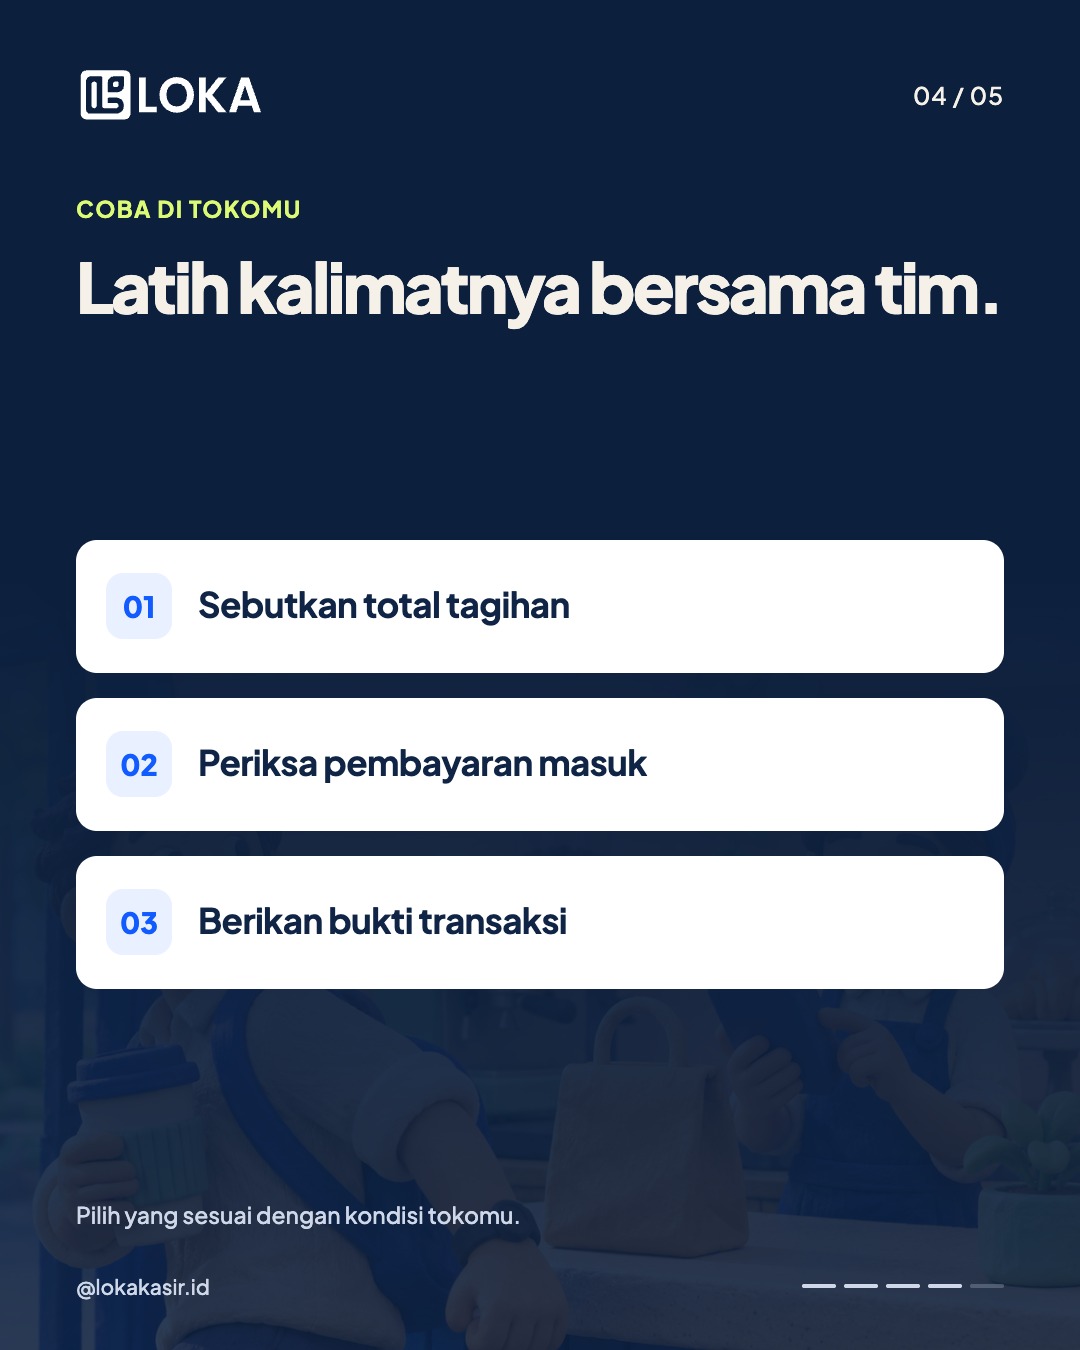 LOKA
04 / 05
COBA DI TOKOMU
Latih kalimatnya bersama tim.
01 Sebutkan total tagihan
02 Periksa pembayaran masuk
03 Berikan bukti transaksi
Pilih yang sesuai dengan kondisi tokomu.
@lokakasir.id